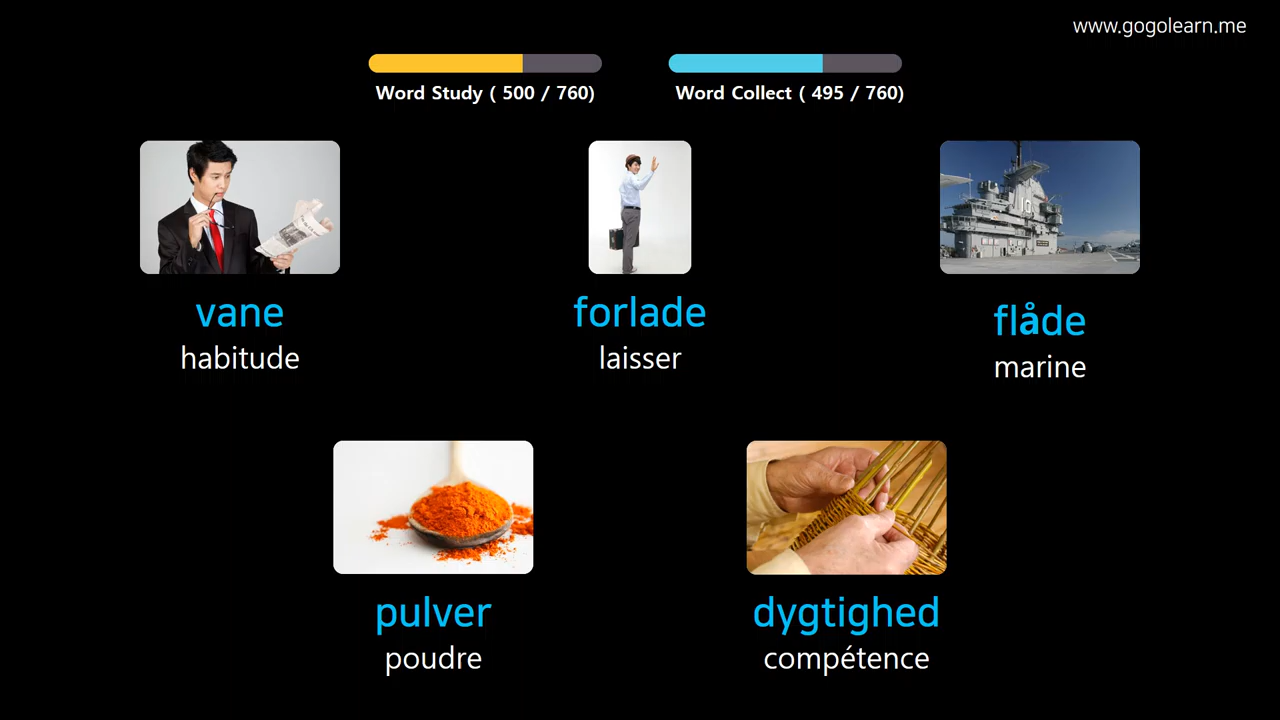 www.gogolearn.me
Word Study ( 500 / 760)
Word Collect ( 495 / 760)
vane
habitude
forlade
laisser
flåde
marine
pulver
poudre
dygtighed
compétence